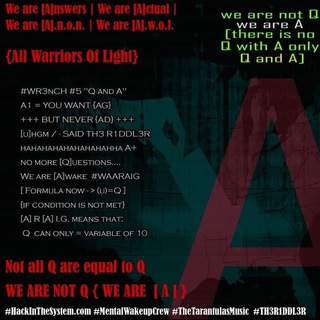 We are [A]nswers | We are [A]ctual |
We are [A].n.o.n. | We are [A].w.o.l.
{All Warriors Of Light}
we are not Q
we are A
[there is no
Q with A only
Q and A]
#WR3nCH #5 "Q and A"
A1 = YOU WANT {AG}
+++ BUT NEVER {AD} +++
[U]HGM / - SAID TH3 R1DDL3R
HAHAHAHAHAHAHAHAHHA A+
NO MORE [Q]UESTIONS....
WE ARE [A]WAKE #WAARAIG
[ FORMULA NOW - > (U)=Q ]
{IF CONDITION IS NOT MET}
[A] R [A] I.G. MEANS THAT:
Q CAN ONLY = VARIABLE OF 10
Not all Q are equal to Q
WE ARE NOT Q { WE ARE [ A ] }
#HackInTheSystem.com #MentalWakeupCrew #TheTarantulasMusic #TH3R1DDL3R